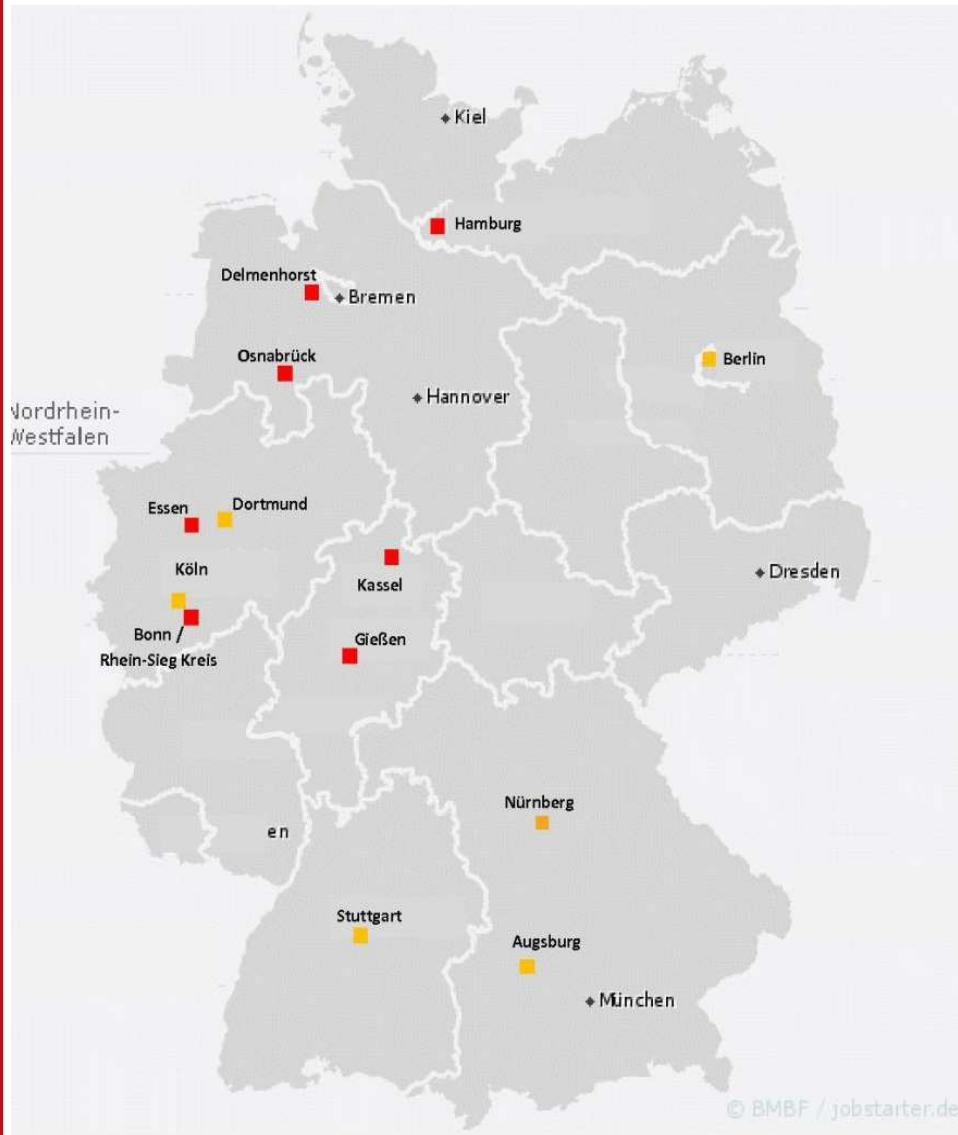 Kiel
Hamburg
Delmenhorst
Bremen
Osnabrück
Berlin
Hannover
Nordrhein-
Westfalen
Essen
Dortmund
Köln
Kassel
Dresden
Bonn /
Rhein-Sieg Kreis
Gießen
Nürnberg
en
Stuttgart
Augsburg
München
© BMBF / jobstarter.de